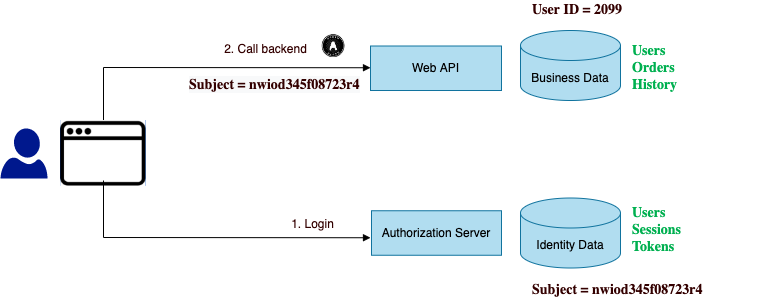 User ID = 2099
2. Call backend
A
Subject = nwiod345f08723r4
Web API
Business Data
Users
Orders
History
1. Login
Authorization Server
Identity Data
Users
Sessions
Tokens
Subject = nwiod345f08723r4